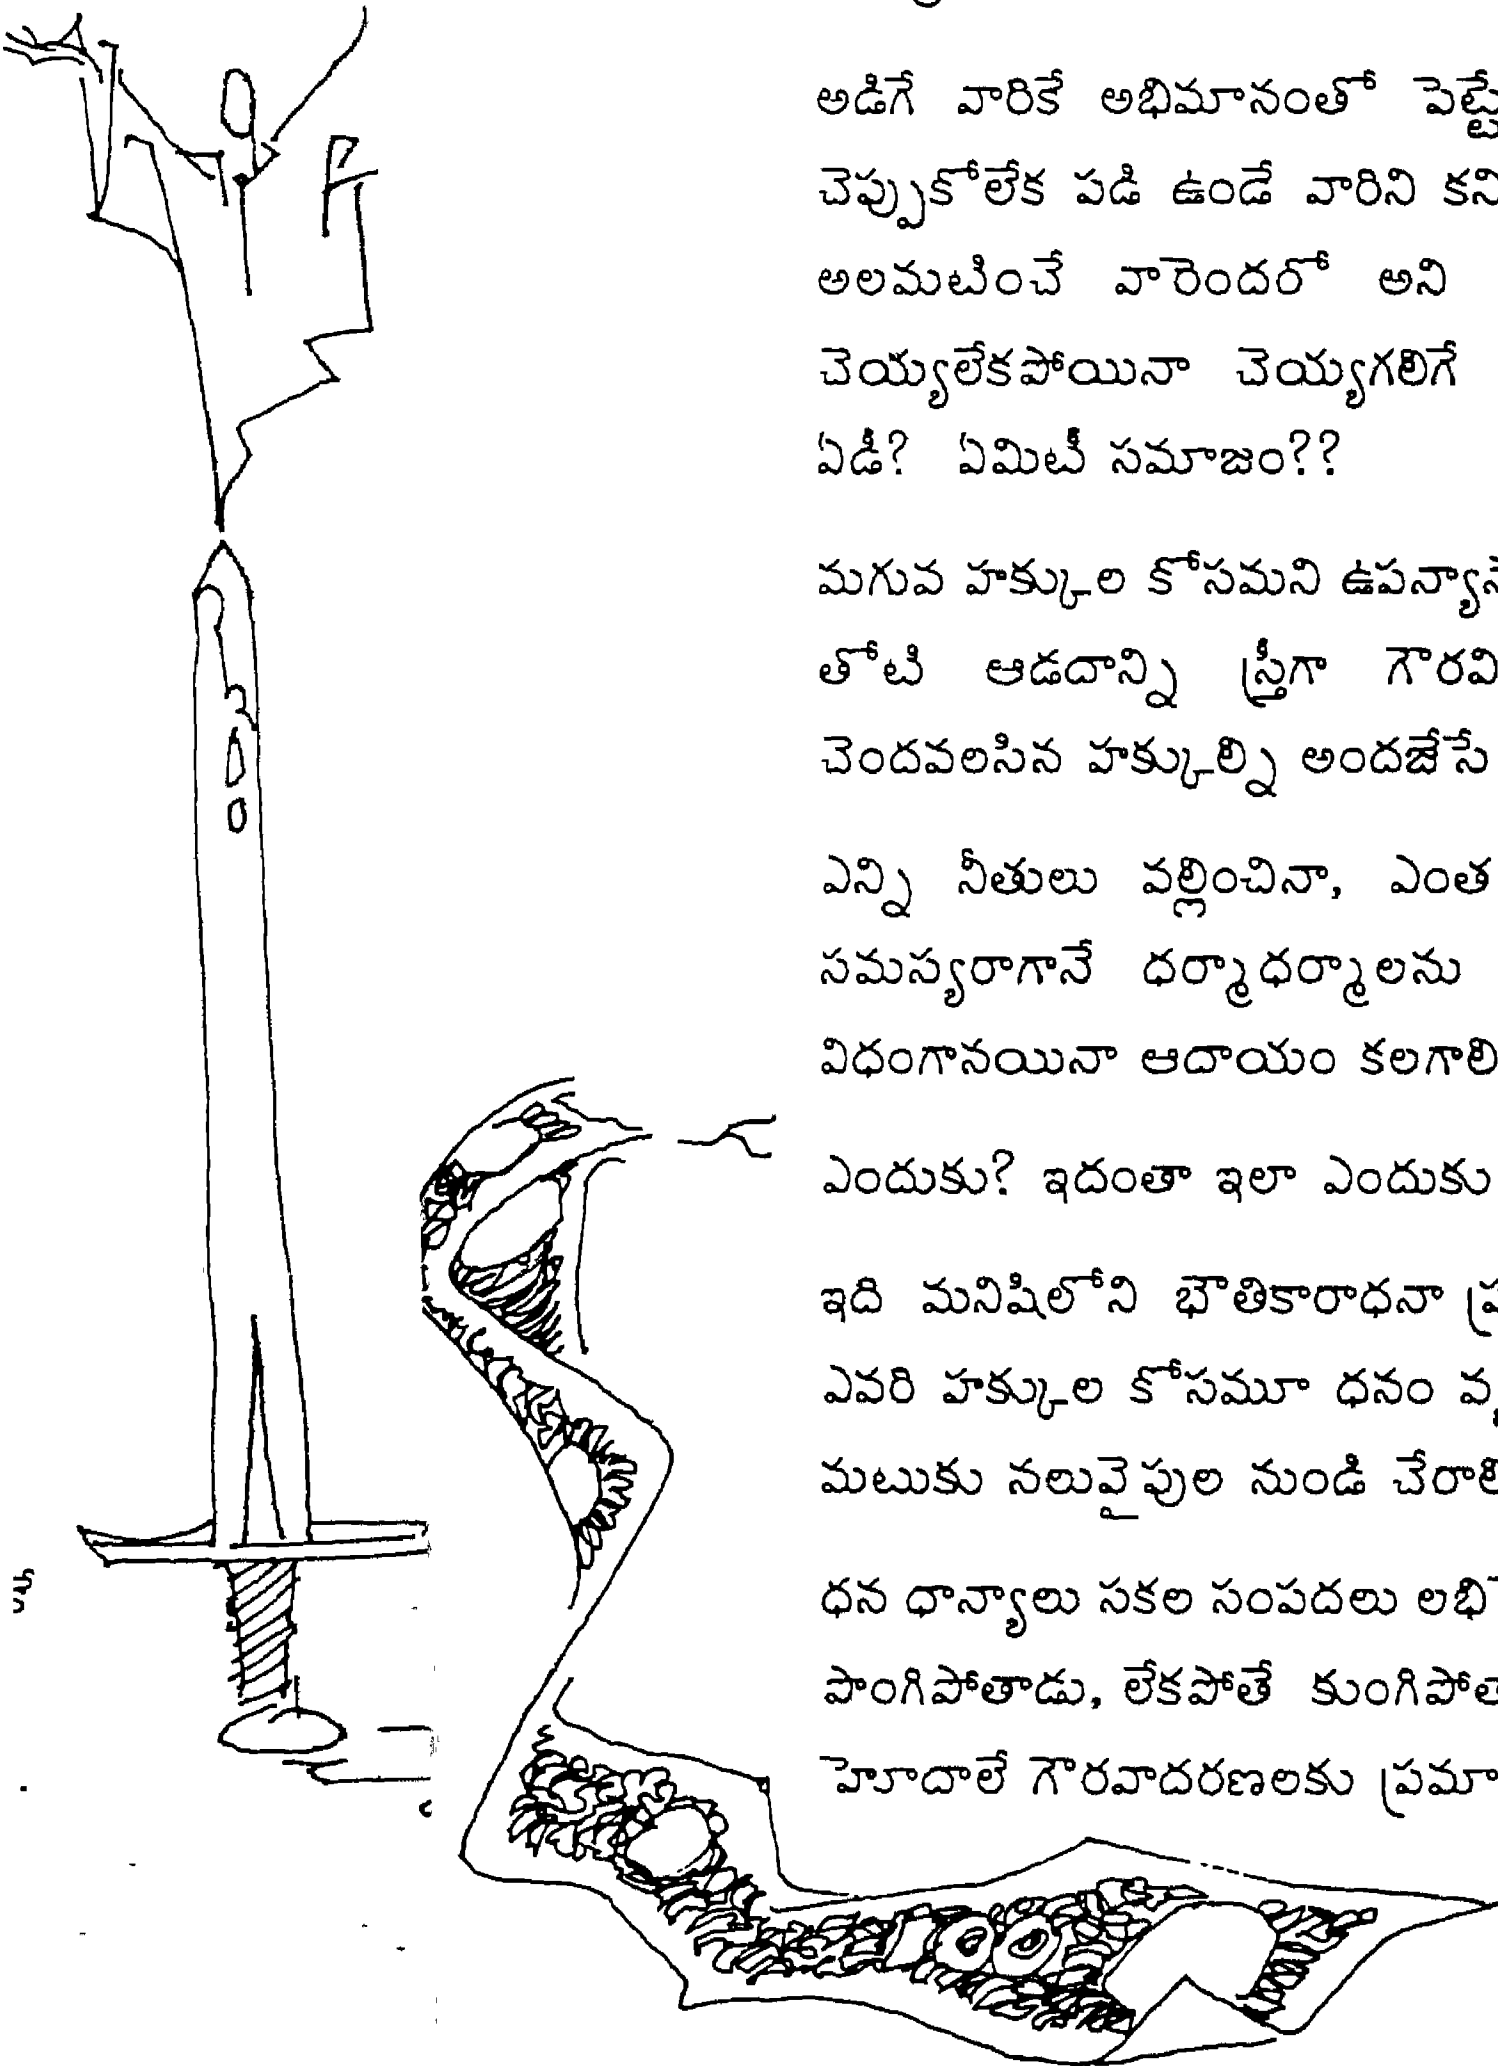 అడిగే వారికే అభిమానంతో పెట్టే
చెప్పుకోలేక పడి ఉండే వారిని కని
అలమటించే వారెందరో అని
చెయ్యలేకపోయినా చెయ్యగలిగే
ఏడీ? ఏమిటీ సమాజం??
మగువ హక్కుల కోసమని
తోటి ఆడదాన్ని స్త్రీగా గౌరవి
చెందవలసిన హక్కుల్ని అందజేసే
ఎన్ని నీతులు వల్లించినా, ఎంత
సమస్యరాగానే ధర్మాధర్మాలను
విధంగానయినా ఆదాయం కలగాలి
ఎందుకు? ఇదంతా ఇలా ఎందుకు
ఇది మనిషిలోని భౌతికారాధనా ప్ర
ఎవరి హక్కుల కోసమూ ధనం
మటుకు నలువైపుల నుండి చేరాలి
ధన ధాన్యాలు సకల సంపదలు లభి
పొంగిపోతాడు, లేకపోతే కుంగిపోతా
హెూదాలే గౌరవాదరణలకు ప్రమా